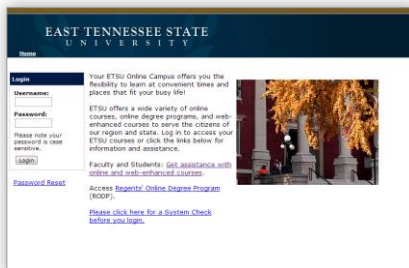 EAST TENNESSEE STATE
UNIVERSITY
Home
Login
Username:
Password:
Please note your
password is case
sensitive.
Login
Password Reset
Your ETSU Online Campus offers you the
flexibility to learn at convenient times and
places that fit your busy life!
ETSU offers a wide variety of online
courses, online degree programs, and web-
enhanced courses to serve the citizens of
our region and state. Log in to access your
ETSU courses or click the links below for
information and assistance.
Faculty and Students: Get assistance with
online and web-enhanced courses.
Access Regents' Online Degree Program
(RODP).
Please click here for a System Check
before you login.